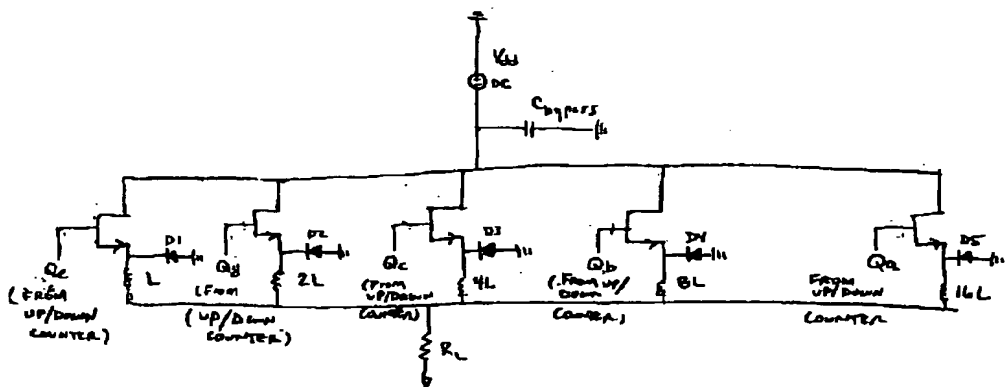 Vdd
DC
Cbypass
D1
D2
D3
D4
D5
Qe
Qd
Qc
Qb
Qa
L
2L
4L
8L
16L
(FROM
UP/DOWN
COUNTER)
(FROM
(UP/DOWN
COUNTER)
(FROM
UP/DOWN
COUNTER)
(FROM UP/
DOWN
COUNTER)
FROM
UP/DOWN
COUNTER
RL